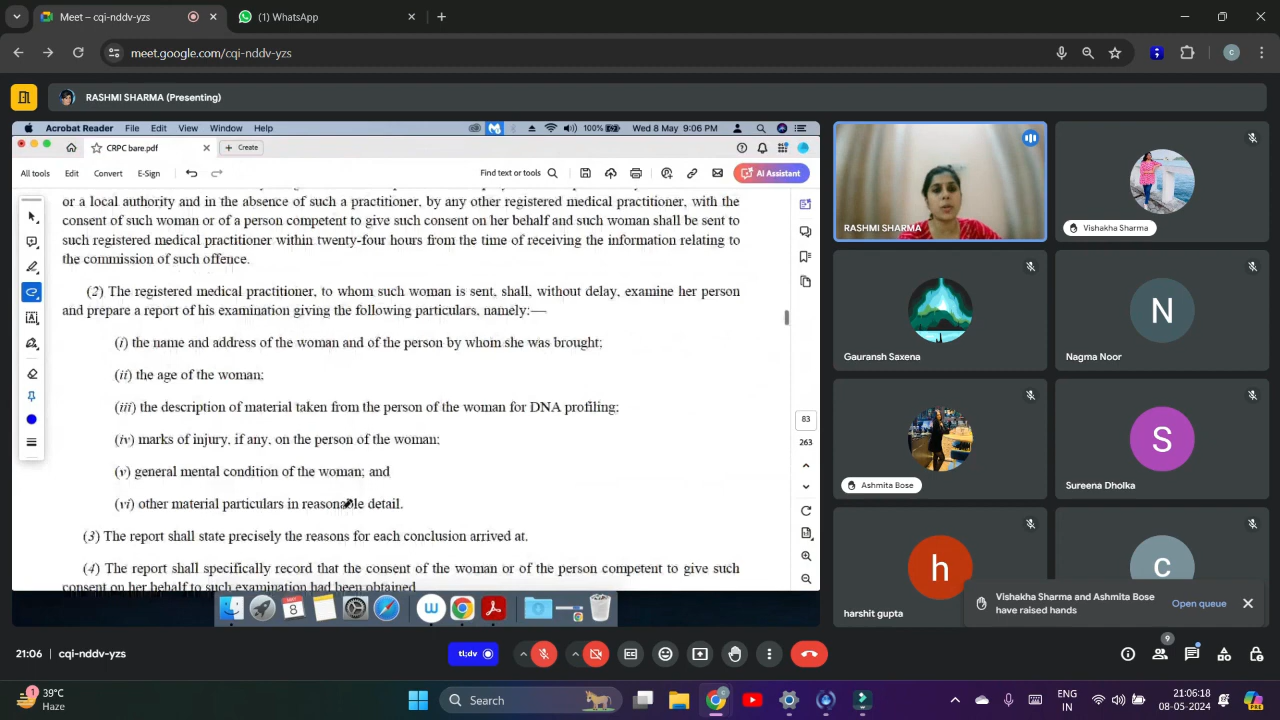 Meet – cqi-nddv-yzs
(1) WhatsApp
meet.google.com/cqi-nddv-yzs
c
RASHMI SHARMA (Presenting)
Acrobat Reader File Edit View Window Help
100% Wed 8 May 9:06 PM
CRPC bare.pdf
Create
All tools Edit Convert E-Sign
Find text or tools
AI Assistant
or a local authority and in the absence of such a practitioner, by any other registered medical practitioner, with the
consent of such woman or of a person competent to give such consent on her behalf and such woman shall be sent to
such registered medical practitioner within twenty-four hours from the time of receiving the information relating to
the commission of such offence.
(2) The registered medical practitioner, to whom such woman is sent, shall, without delay, examine her person
and prepare a report of his examination giving the following particulars, namely:—
(i) the name and address of the woman and of the person by whom she was brought;
(ii) the age of the woman;
(iii) the description of material taken from the person of the woman for DNA profiling;
(iv) marks of injury, if any, on the person of the woman;
(v) general mental condition of the woman; and
(vi) other material particulars in reasonable detail.
(3) The report shall state precisely the reasons for each conclusion arrived at.
(4) The report shall specifically record that the consent of the woman or of the person competent to give such
consent on her behalf to such examination had been obtained
83
263
8
W
RASHMI SHARMA
Vishakha Sharma
Gauransh Saxena
N
Nagma Noor
Ashmita Bose
S
Sureena Dholka
h
harshit gupta
c
Vishakha Sharma and Ashmita Bose
have raised hands
Open queue
21:06 cqi-nddv-yzs
tl;dv
9
1
39°C
Haze
Search
c
ENG
IN
21:06:18
08-05-2024